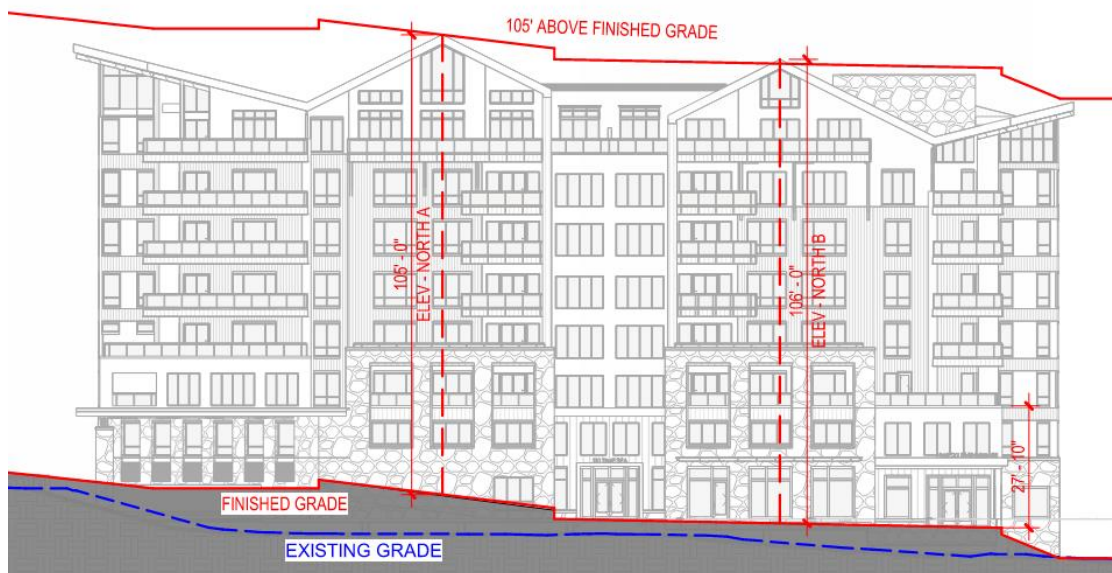 105' ABOVE FINISHED GRADE
105' - 0"
ELEV - NORTH A
106' - 0"
ELEV - NORTH B
27' - 10"
FINISHED GRADE
EXISTING GRADE